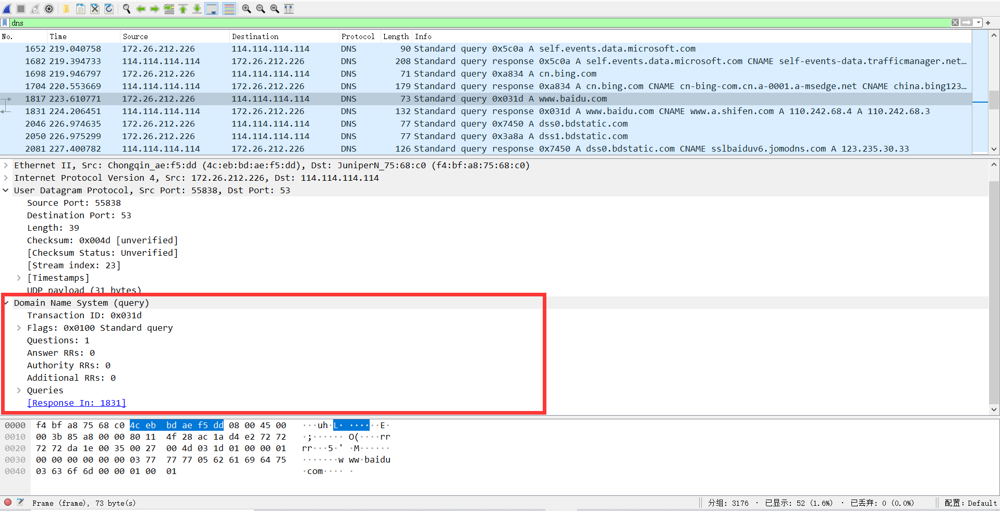 dns
No. Time Source Destination Protocol Length Info
1652 219.040758 172.26.212.226 114.114.114.114 DNS 90 Standard query 0x5c0a A self.events.data.microsoft.com
1682 219.394733 114.114.114.114 172.26.212.226 DNS 208 Standard query response 0x5c0a A self.events.data.microsoft.com CNAME self-events-data.trafficmanager.net…
1698 219.946797 172.26.212.226 114.114.114.114 DNS 71 Standard query 0xa834 A cn.bing.com
1704 220.553669 114.114.114.114 172.26.212.226 DNS 179 Standard query response 0xa834 A cn.bing.com CNAME cn-bing-com.cn.a-0001.a-msedge.net CNAME china.bing123…
1817 223.610771 172.26.212.226 114.114.114.114 DNS 73 Standard query 0x031d A www.baidu.com
1831 224.206451 114.114.114.114 172.26.212.226 DNS 132 Standard query response 0x031d A www.baidu.com CNAME www.a.shifen.com A 110.242.68.4 A 110.242.68.3
2046 226.974635 172.26.212.226 114.114.114.114 DNS 77 Standard query 0x7450 A dss0.bdstatic.com
2050 226.975299 172.26.212.226 114.114.114.114 DNS 77 Standard query 0x3a8a A dss1.bdstatic.com
2081 227.400782 114.114.114.114 172.26.212.226 DNS 126 Standard query response 0x7450 A dss0.bdstatic.com CNAME sslbaiduv6.jomodns.com A 123.235.30.33
Ethernet II, Src: Chongqin_ae:f5:dd (4c:eb:bd:ae:f5:dd), Dst: JuniperN_75:68:c0 (f4:bf:a8:75:68:c0)
Internet Protocol Version 4, Src: 172.26.212.226, Dst: 114.114.114.114
User Datagram Protocol, Src Port: 55838, Dst Port: 53
Source Port: 55838
Destination Port: 53
Length: 39
Checksum: 0x004d [unverified]
[Checksum Status: Unverified]
[Stream index: 23]
[Timestamps]
UDP payload (31 bytes)
Domain Name System (query)
Transaction ID: 0x031d
Flags: 0x0100 Standard query
Questions: 1
Answer RRs: 0
Authority RRs: 0
Additional RRs: 0
Queries
[Response In: 1831]
0000 f4 bf a8 75 68 c0 4c eb bd ae f5 dd 08 00 45 00 ···uh·L· ······E·
0010 00 3b 85 a8 00 00 80 11 4f 28 ac 1a d4 e2 72 72 ·;······ O(····rr
0020 72 72 da 1e 00 35 00 27 00 4d 03 1d 01 00 00 01 rr···5·' ·M······
0030 00 00 00 00 00 00 03 77 77 77 05 62 61 69 64 75 ·······w ww·baidu
0040 03 63 6f 6d 00 00 01 00 01 ·com···· ·
Frame (frame), 73 byte(s) 分组: 3176 · 已显示: 52 (1.6%) · 已丢弃: 0 (0.0%) 配置: Default